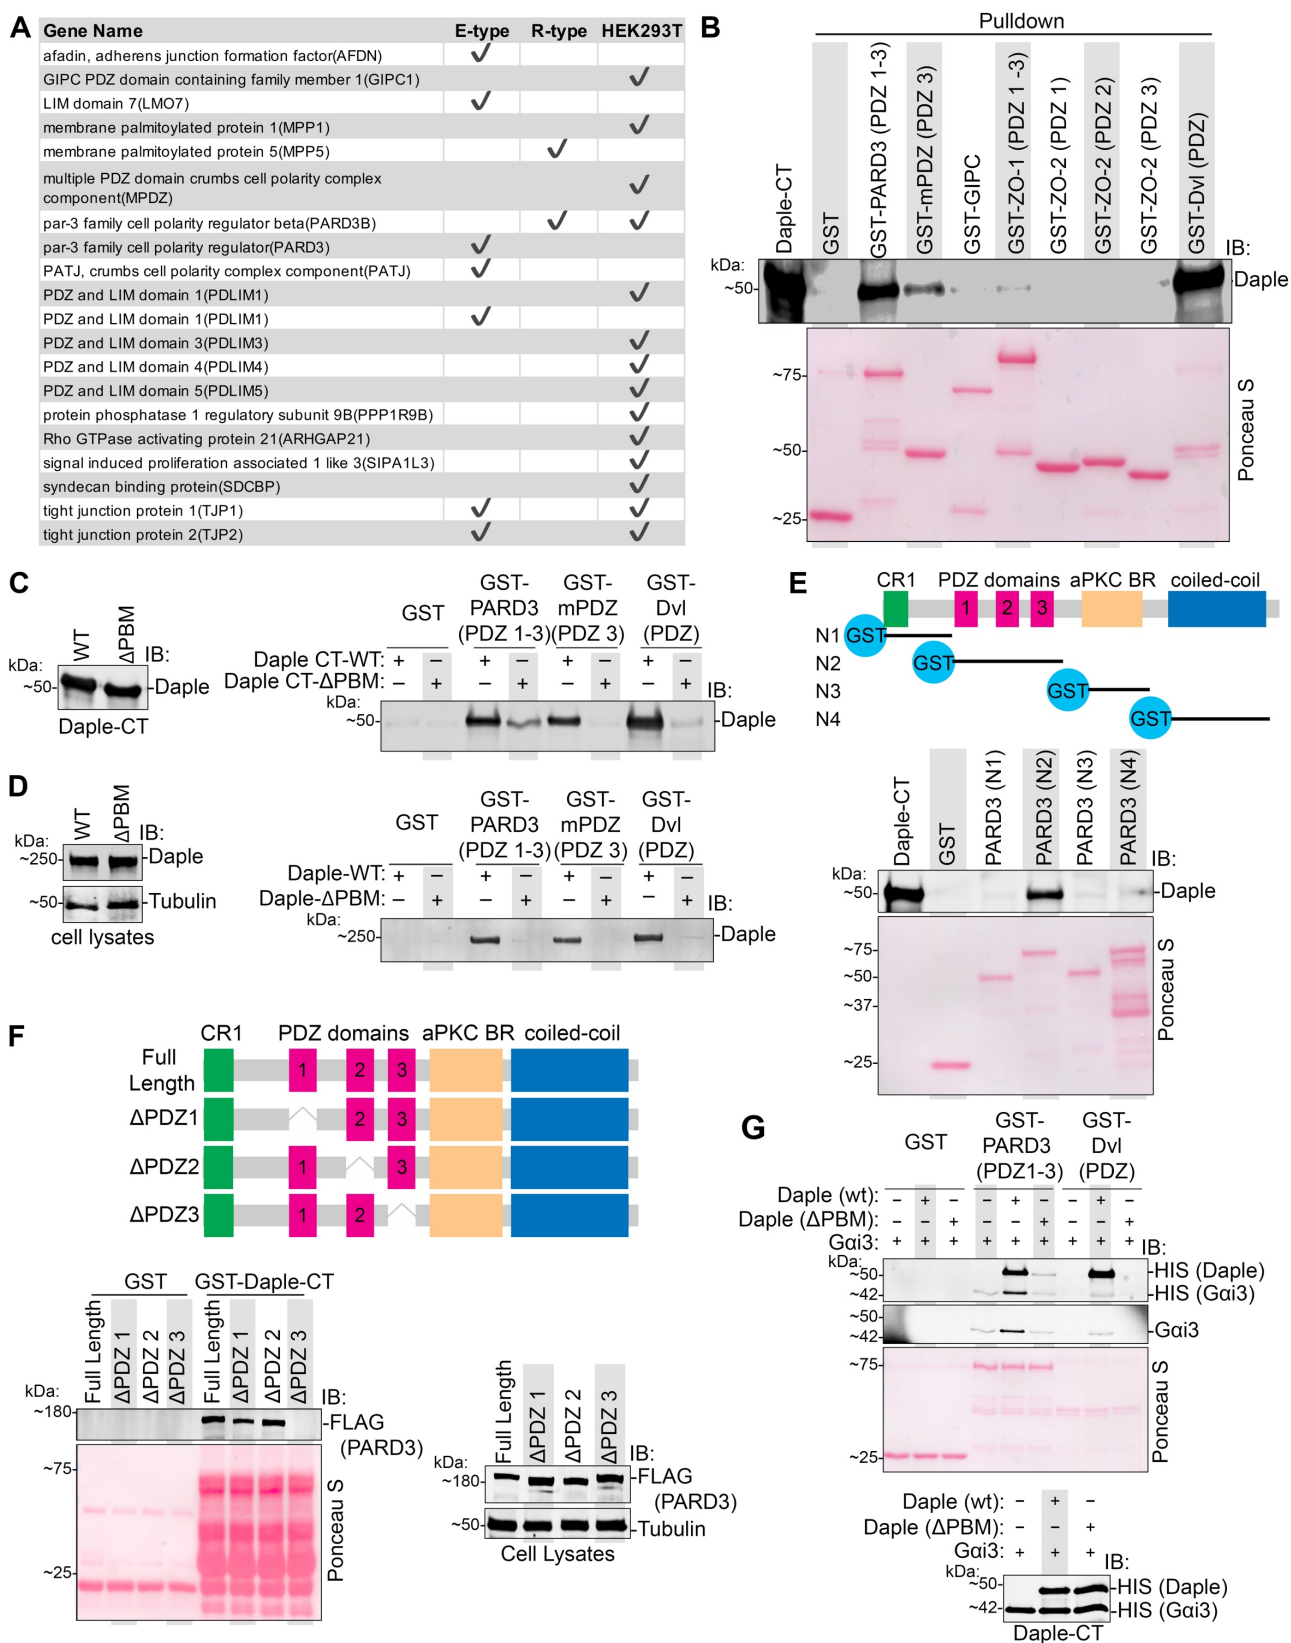 A
Gene Name E-type R-type HEK293T
afadin, adherens junction formation factor(AFDN) ✓
GIPC PDZ domain containing family member 1(GIPC1) ✓
LIM domain 7(LMO7) ✓
membrane palmitoylated protein 1(MPP1) ✓
membrane palmitoylated protein 5(MPP5) ✓
multiple PDZ domain crumbs cell polarity complex
component(MPDZ) ✓
par-3 family cell polarity regulator beta(PARD3B) ✓ ✓
par-3 family cell polarity regulator(PARD3) ✓
PATJ, crumbs cell polarity complex component(PATJ) ✓
PDZ and LIM domain 1(PDLIM1) ✓
PDZ and LIM domain 1(PDLIM1) ✓
PDZ and LIM domain 3(PDLIM3) ✓
PDZ and LIM domain 4(PDLIM4) ✓
PDZ and LIM domain 5(PDLIM5) ✓
protein phosphatase 1 regulatory subunit 9B(PPP1R9B) ✓
Rho GTPase activating protein 21(ARHGAP21) ✓
signal induced proliferation associated 1 like 3(SIPA1L3) ✓
syndecan binding protein(SDCBP) ✓
tight junction protein 1(TJP1) ✓ ✓
tight junction protein 2(TJP2) ✓ ✓
B
Pulldown
Daple-CT
GST
GST-PARD3 (PDZ 1-3)
GST-mPDZ (PDZ 3)
GST-GIPC
GST-ZO-1 (PDZ 1 -3)
GST-ZO-2 (PDZ 1)
GST-ZO-2 (PDZ 2)
GST-ZO-2 (PDZ 3)
GST-Dvl (PDZ)
IB:
kDa:
~50- -Daple
~75-
~50-
~25-
Ponceau S
C
WT
ΔPBM
IB:
kDa:
~50- -Daple
Daple-CT
GST
GST-
PARD3
(PDZ 1-3)
GST-
mPDZ
(PDZ 3)
GST-
Dvl
(PDZ)
Daple CT-WT: + – + – + – + –
Daple CT-ΔPBM: – + – + – + – +
IB:
kDa:
~50- -Daple
D
WT
ΔPBM
IB:
kDa:
~250- -Daple
~50- -Tubulin
cell lysates
GST
GST-
PARD3
(PDZ 1-3)
GST-
mPDZ
(PDZ 3)
GST-
Dvl
(PDZ)
Daple-WT: + – + – + – + –
Daple-ΔPBM: – + – + – + – +
IB:
kDa:
~250- -Daple
E
CR1 PDZ domains aPKC BR coiled-coil
1 2 3
N1 GST
N2 GST
N3 GST
N4 GST
Daple-CT
GST
PARD3 (N1)
PARD3 (N2)
PARD3 (N3)
PARD3 (N4)
IB:
kDa:
~50- -Daple
~75-
~50-
~37-
~25-
Ponceau S
F
CR1 PDZ domains aPKC BR coiled-coil
Full
Length
1 2 3
ΔPDZ1 2 3
ΔPDZ2 1 3
ΔPDZ3 1 2
GST GST-Daple-CT
Full Length
ΔPDZ 1
ΔPDZ 2
ΔPDZ 3
Full Length
ΔPDZ 1
ΔPDZ 2
ΔPDZ 3
IB:
kDa:
~180- -FLAG
(PARD3)
~75-
~25-
Ponceau S
Full Length
ΔPDZ 1
ΔPDZ 2
ΔPDZ 3
IB:
kDa:
~180- -FLAG
(PARD3)
~50- -Tubulin
Cell Lysates
G
GST
GST-
PARD3
(PDZ1-3)
GST-
Dvl
(PDZ)
Daple (wt): – + – – + – – + –
Daple (ΔPBM): – – + – – + – – +
Gαi3: + + + + + + + + +
IB:
kDa:
~50- -HIS (Daple)
~42- -HIS (Gαi3)
~50-
~42- -Gαi3
~75-
~25-
Ponceau S
Daple (wt): – + –
Daple (ΔPBM): – – +
Gαi3: + + +
IB:
kDa:
~50- -HIS (Daple)
~42- -HIS (Gαi3)
Daple-CT